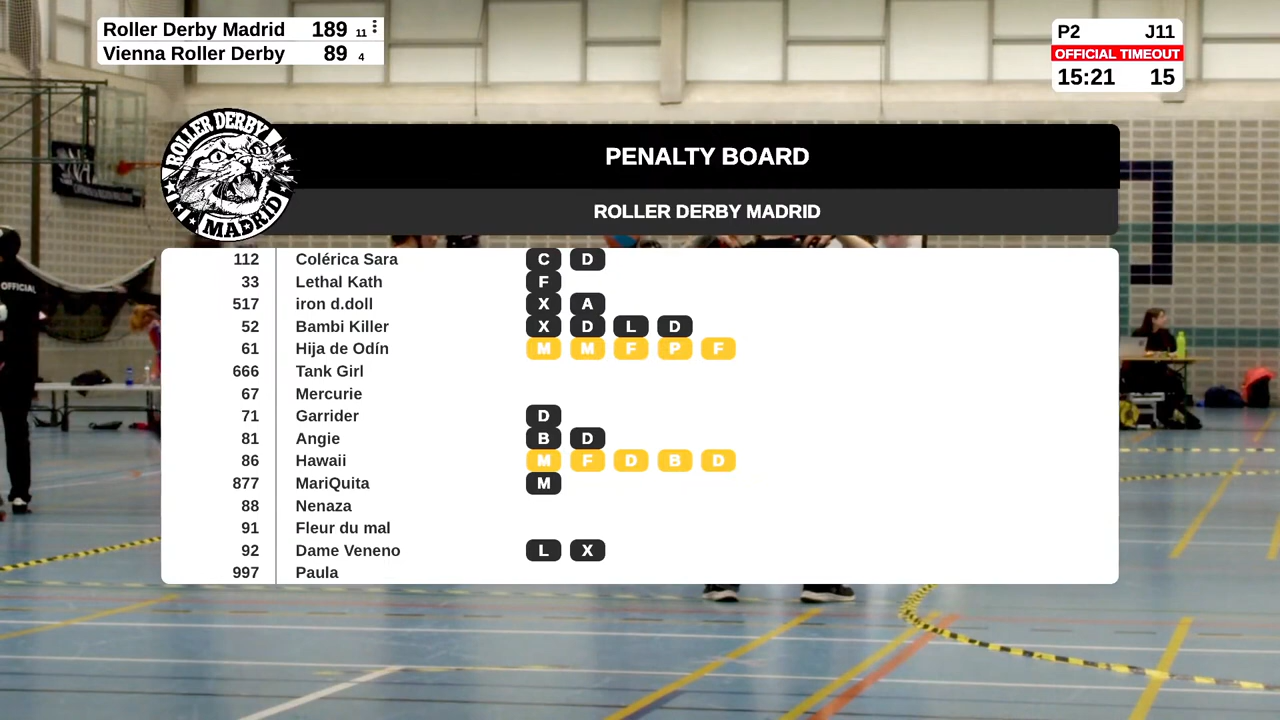 Roller Derby Madrid 189 11
Vienna Roller Derby 89 4
P2 J11
OFFICIAL TIMEOUT
15:21 15
ROLLER DERBY
MADRID
PENALTY BOARD
ROLLER DERBY MADRID
OFFICIAL
112 Colérica Sara C D
33 Lethal Kath F
517 iron d.doll X A
52 Bambi Killer X D L D
61 Hija de Odín M M F P F
666 Tank Girl
67 Mercurie
71 Garrider D
81 Angie B D
86 Hawaii M F D B D
877 MariQuita M
88 Nenaza
91 Fleur du mal
92 Dame Veneno L X
997 Paula